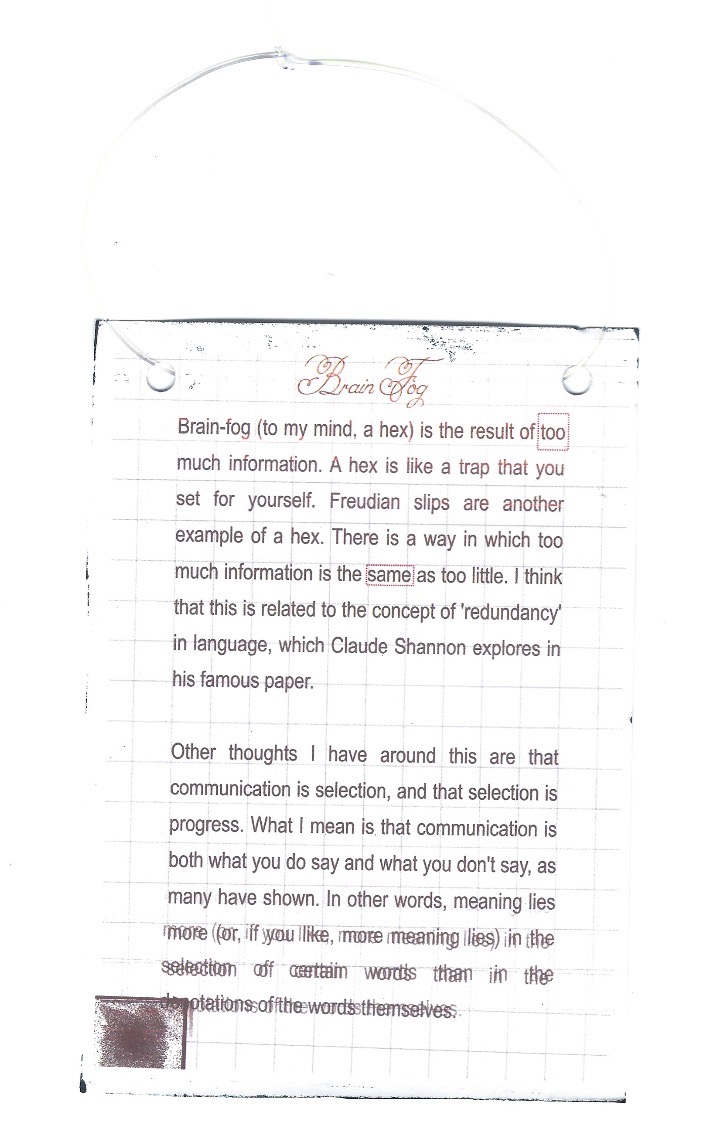 Brain Fog
Brain-fog (to my mind, a hex) is the result of too
much information. A hex is like a trap that you
set for yourself. Freudian slips are another
example of a hex. There is a way in which too
much information is the same as too little. I think
that this is related to the concept of 'redundancy'
in language, which Claude Shannon explores in
his famous paper.
Other thoughts I have around this are that
communication is selection, and that selection is
progress. What I mean is that communication is
both what you do say and what you don't say, as
many have shown. In other words, meaning lies
more (or, if you like, more meaning lies) in the
selection of certain words than in the
denotations of the words themselves.